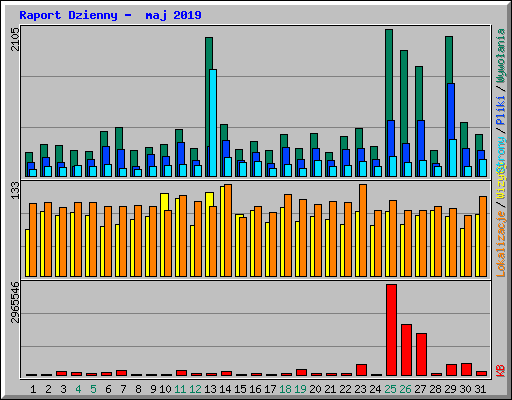 Raport Dzienny - maj 2019
2105
133
2965546
Wywolania / Pliki / Strony
Lokalizacje / Wizyty
KB
1 2 3 4 5 6 7 8 9 10 11 12 13 14 15 16 17 18 19 20 21 22 23 24 25 26 27 28 29 30 31